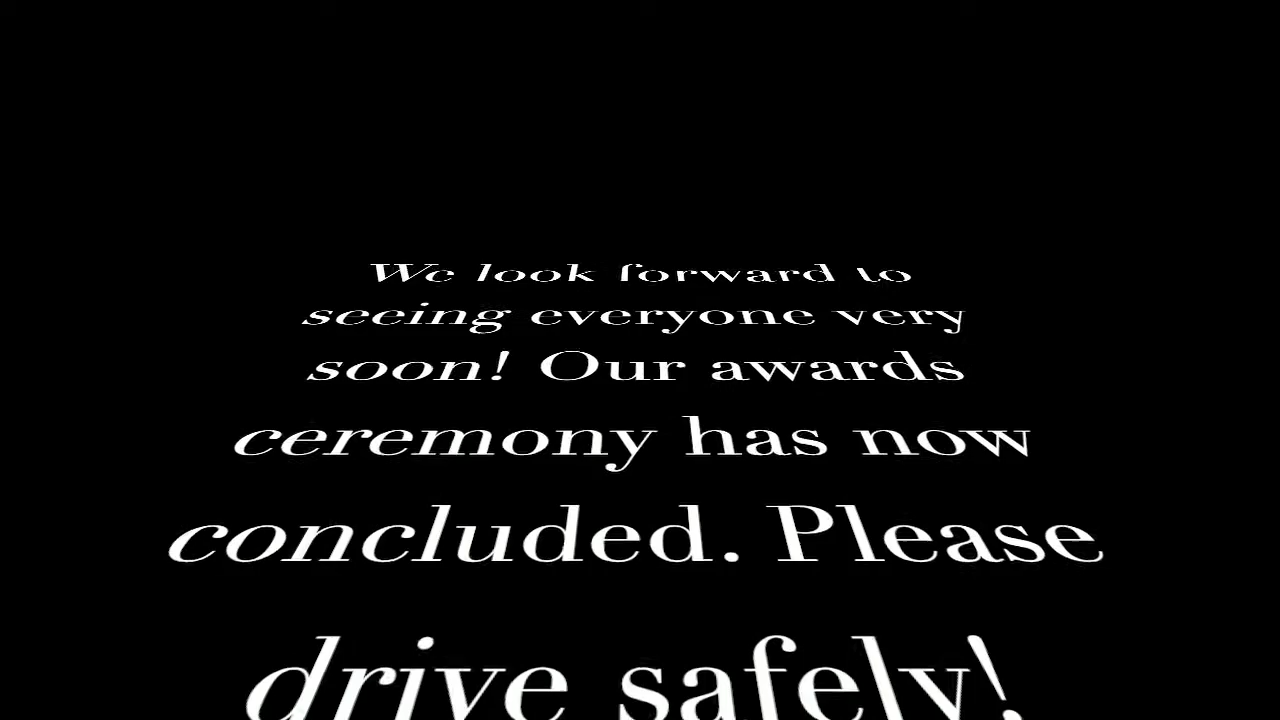 We look forward to
seeing everyone very
soon! Our awards
ceremony has now
concluded. Please
drive safely!